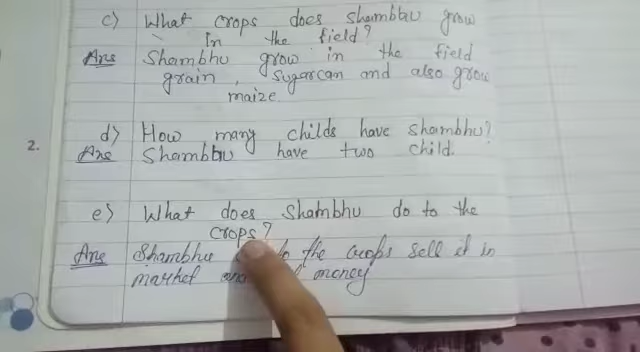 c) What crops does shambhu grow
In the field?
Ans Shambhu grow in the field
grain, sugarcan and also grow
maize.
2.
d) How many childs have shambhu?
Ans Shambhu have two child.
e) What does Shambhu do to the
crops?
Ans Shambhu the crops sell it in
market money